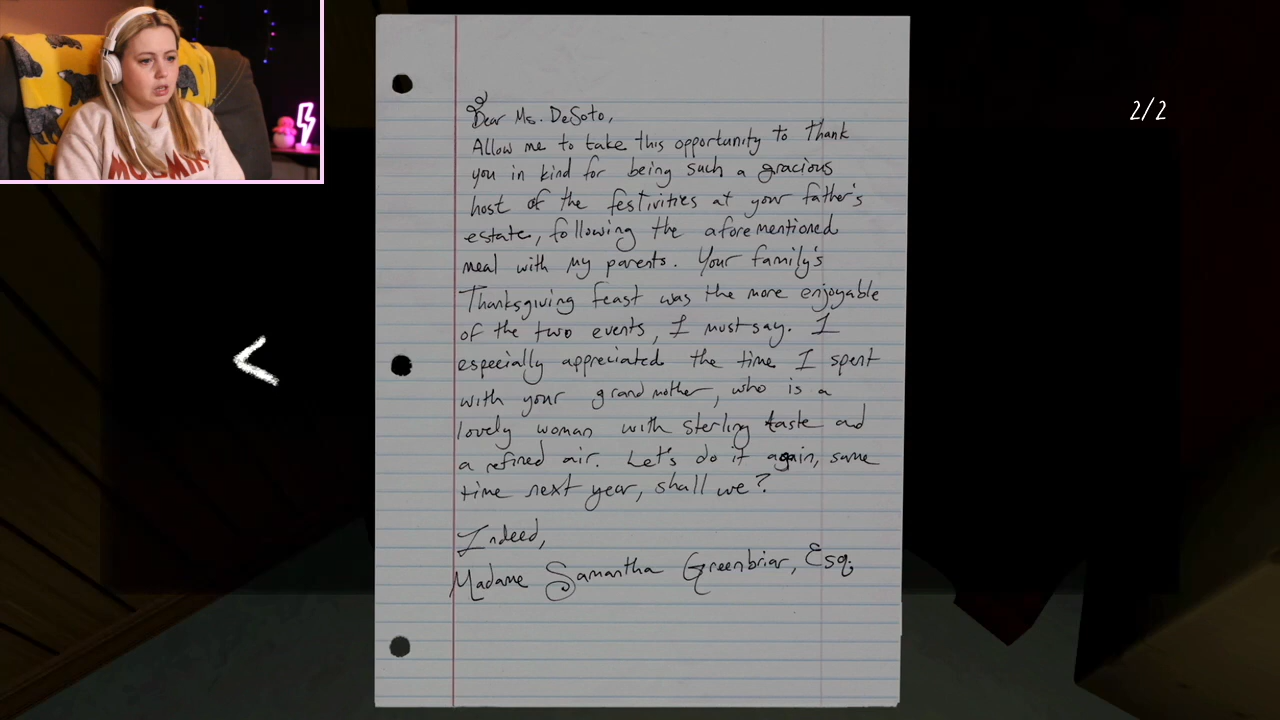 2/2
Dear Ms. DeSoto,
Allow me to take this opportunity to thank
you in kind for being such a gracious
host of the festivities at your father's
estate, following the aforementioned
meal with my parents. Your family's
Thanksgiving feast was the more enjoyable
of the two events, I must say. I
especially appreciated the time I spent
with your grandmother, who is a
lovely woman with sterling taste and
a refined air. Let's do it again, same
time next year, shall we?
Indeed,
Madame Samantha Greenbriar, Esq.